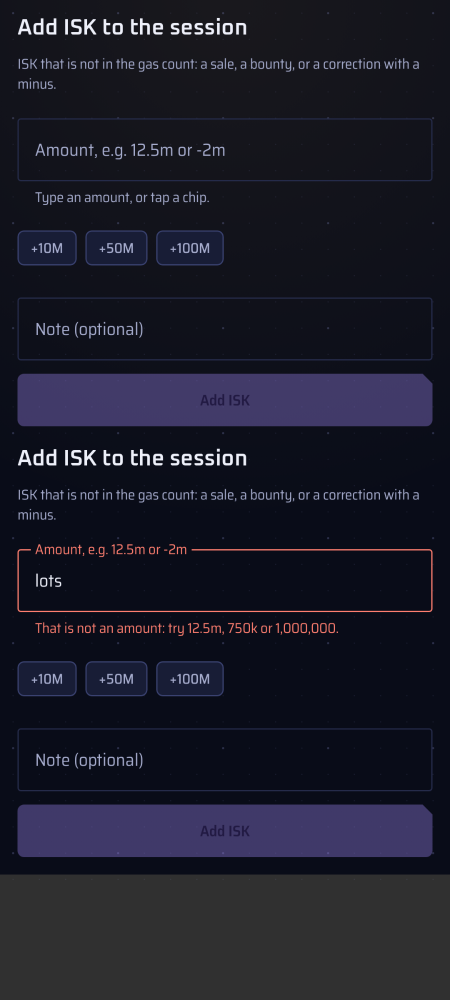 Add ISK to the session
ISK that is not in the gas count: a sale, a bounty, or a correction with a
minus.
Amount, e.g. 12.5m or -2m
Type an amount, or tap a chip.
+10M
+50M
+100M
Note (optional)
Add ISK
Add ISK to the session
ISK that is not in the gas count: a sale, a bounty, or a correction with a
minus.
Amount, e.g. 12.5m or -2m
lots
That is not an amount: try 12.5m, 750k or 1,000,000.
+10M
+50M
+100M
Note (optional)
Add ISK